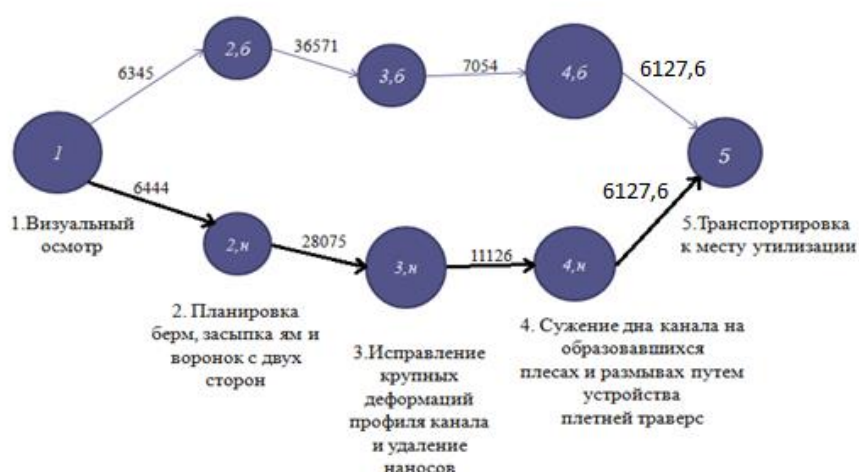 2,б
36571
6345
3,б
7054
4,б
6127,6
1
5
6444
6127,6
1.Визуальный
осмотр
2,н
28075
3,н
11126
4,н
5.Транспортировка
к месту утилизации
2. Планировка
берм, засыпка ям и
воронок с двух
сторон
3.Исправление
крупных
деформаций
профиля канала
и удаление
наносов
4. Сужение дна канала на
образовавшихся
плесах и размывах путем
устройства
плетней траверс